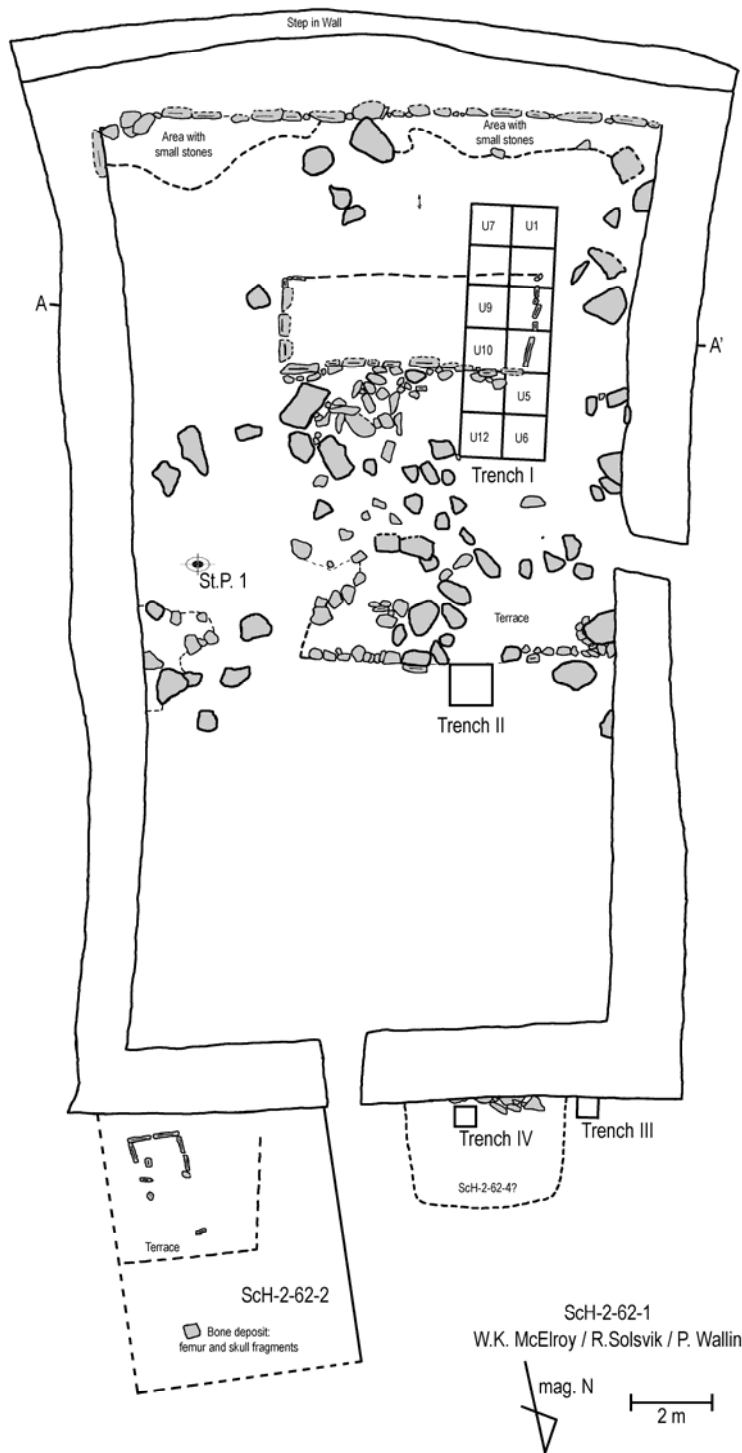 Step in Wall
Area with
small stones
Area with
small stones
U7
U1
A
U9
A'
U10
U5
U12
U6
Trench I
St.P. 1
Terrace
Trench II
Trench IV
Trench III
ScH-2-62-4?
Terrace
ScH-2-62-2
Bone deposit:
femur and skull fragments
ScH-2-62-1
W.K. McElroy / R.Solsvik / P. Wallin
mag. N
2 m